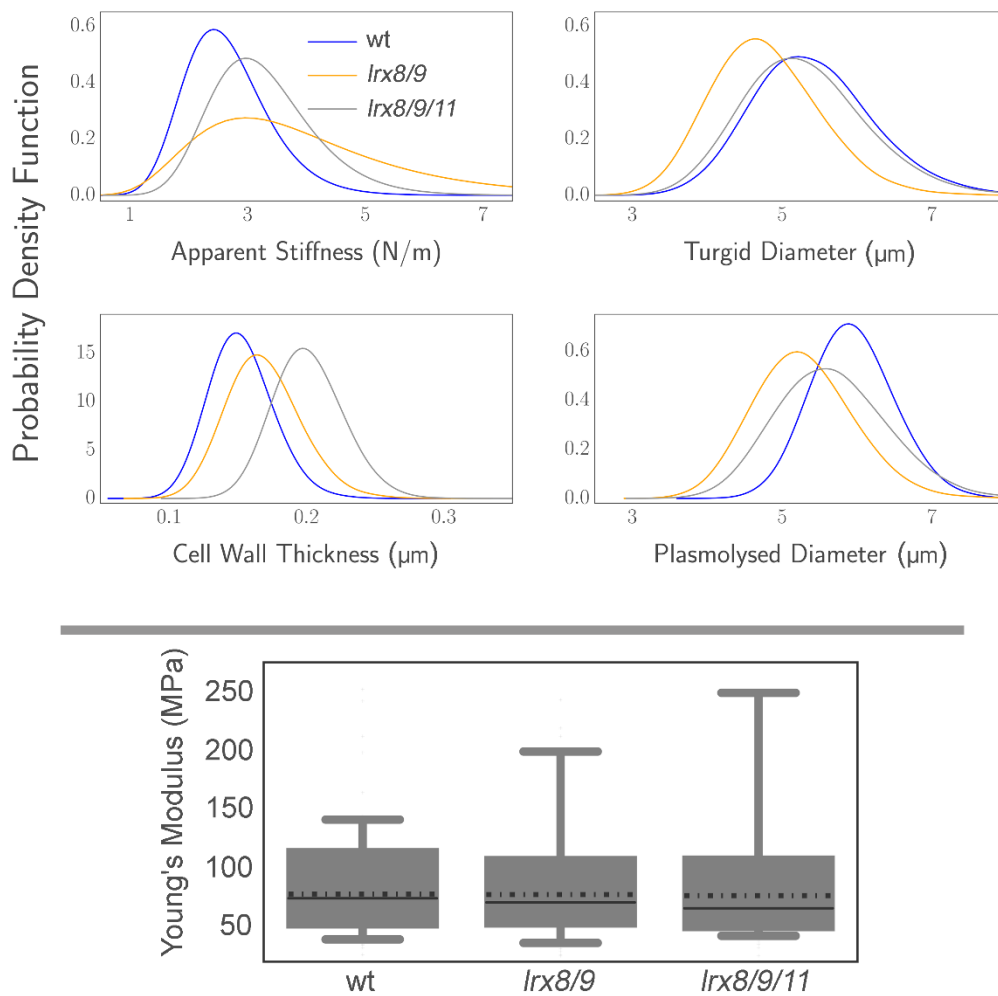 Probability Density Function
0.6
0.4
0.2
0.0
1 3 5 7
Apparent Stiffness (N/m)
wt
lrx8/9
lrx8/9/11
0.6
0.4
0.2
0.0
3 5 7
Turgid Diameter (µm)
15
10
5
0
0.1 0.2 0.3
Cell Wall Thickness (µm)
0.6
0.4
0.2
0.0
3 5 7
Plasmolysed Diameter (µm)
Young's Modulus (MPa)
250
200
150
100
50
wt lrx8/9 lrx8/9/11